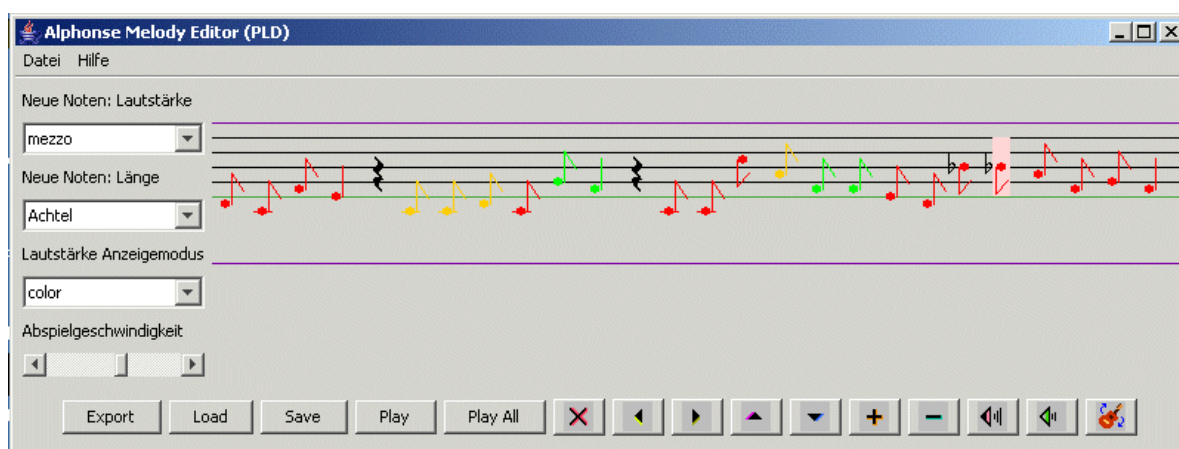 Alphonse Melody Editor (PLD)
Datei Hilfe
Neue Noten: Lautstärke
mezzo
Neue Noten: Länge
Achtel
Lautstärke Anzeigemodus
color
Abspielgeschwindigkeit
Export Load Save Play Play All